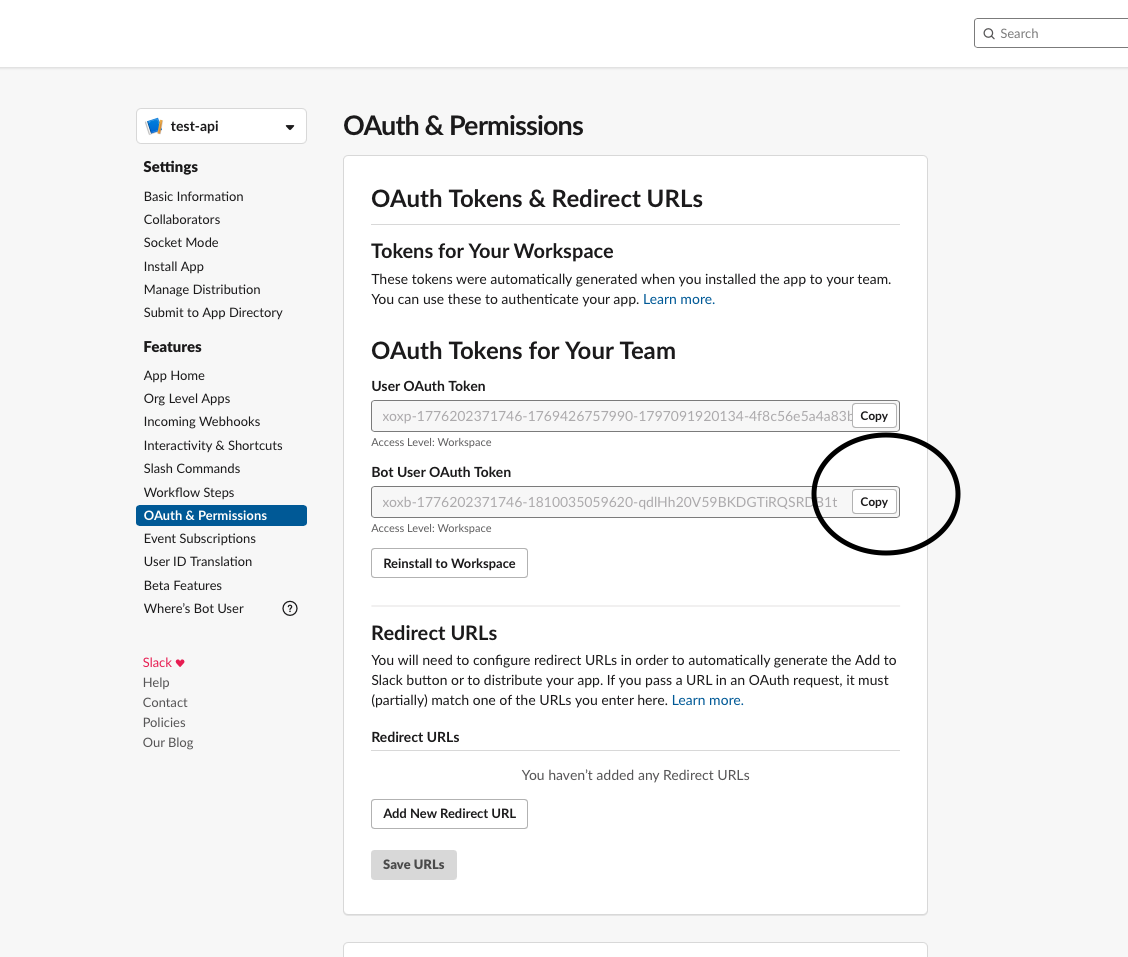 Search
test-api
Settings
Basic Information
Collaborators
Socket Mode
Install App
Manage Distribution
Submit to App Directory
Features
App Home
Org Level Apps
Incoming Webhooks
Interactivity & Shortcuts
Slash Commands
Workflow Steps
OAuth & Permissions
Event Subscriptions
User ID Translation
Beta Features
Where's Bot User ?
Slack ♥
Help
Contact
Policies
Our Blog
OAuth & Permissions
OAuth Tokens & Redirect URLs
Tokens for Your Workspace
These tokens were automatically generated when you installed the app to your team.
You can use these to authenticate your app. Learn more.
OAuth Tokens for Your Team
User OAuth Token
xoxp-1776202371746-1769426757990-1797091920134-4f8c56e5a4a83b Copy
Access Level: Workspace
Bot User OAuth Token
Copy
Access Level: Workspace
Reinstall to Workspace
Redirect URLs
You will need to configure redirect URLs in order to automatically generate the Add to
Slack button or to distribute your app. If you pass a URL in an OAuth request, it must
(partially) match one of the URLs you enter here. Learn more.
Redirect URLs
You haven't added any Redirect URLs
Add New Redirect URL
Save URLs